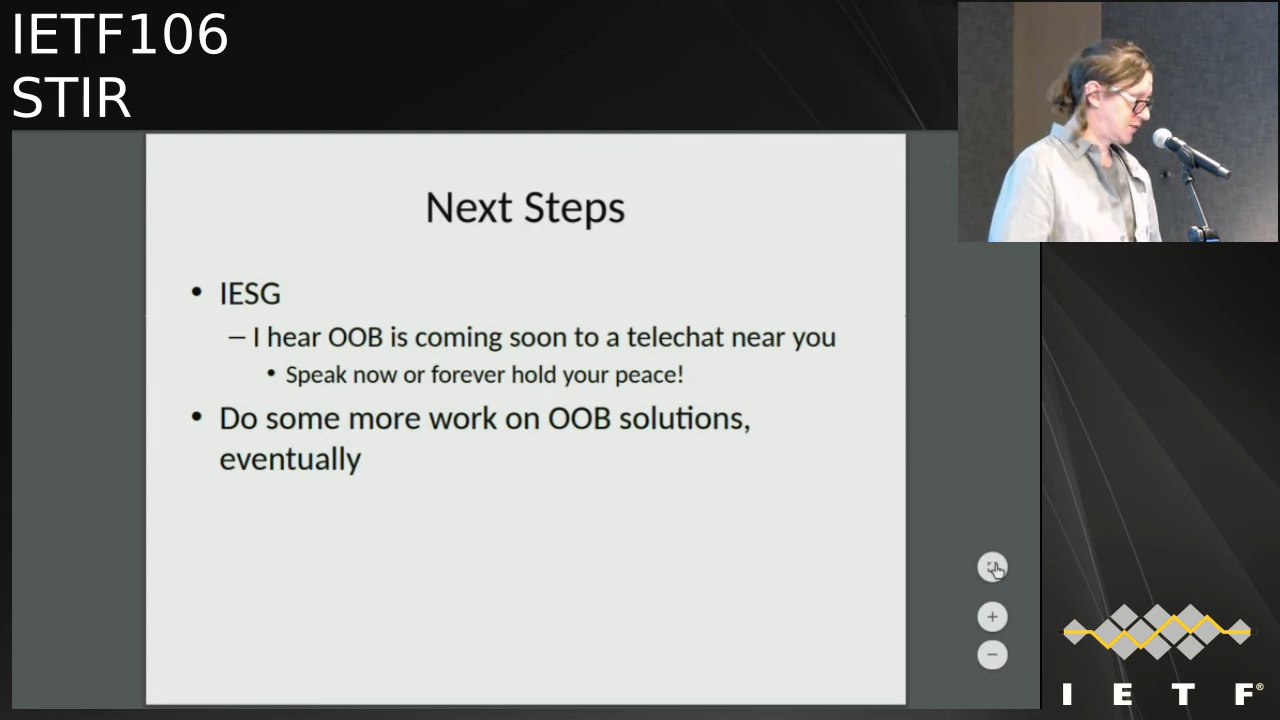 IETF106
STIR
Next Steps
• IESG
– I hear OOB is coming soon to a telechat near you
• Speak now or forever hold your peace!
• Do some more work on OOB solutions,
eventually
I E T F®